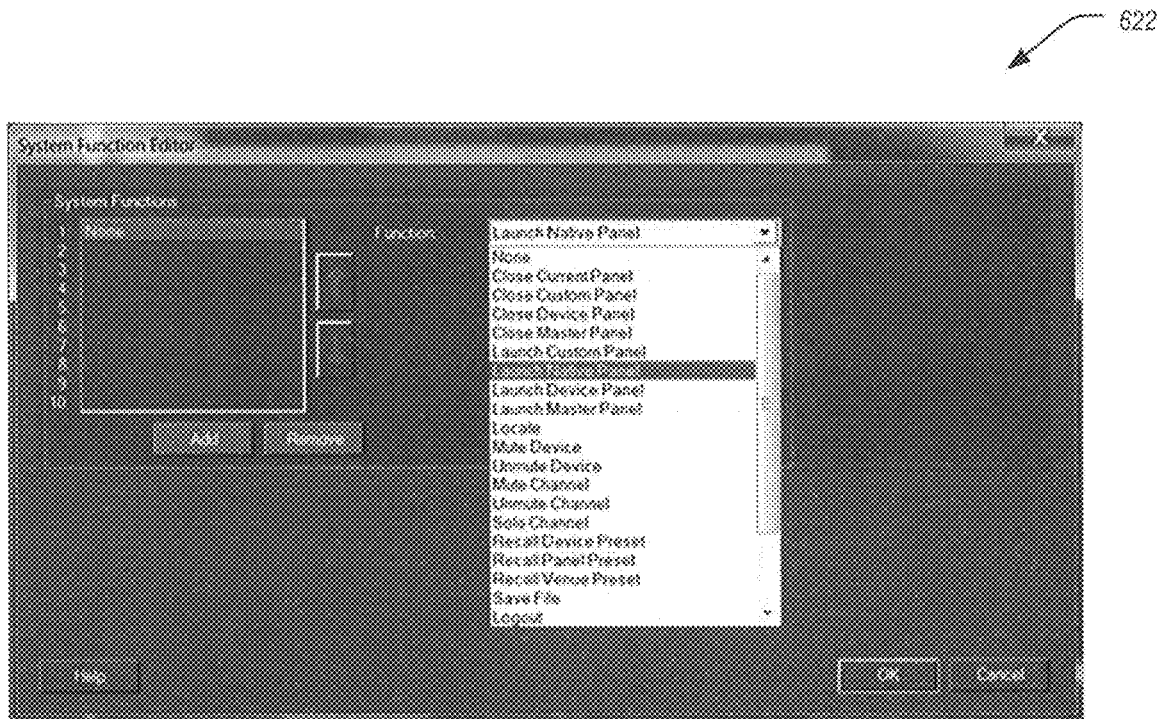 622
System Function Editor
X
System Functions
1 None
2
3
4
5
6
7
8
9
10
Function:
Launch Native Panel
None
Close Current Panel
Close Custom Panel
Close Device Panel
Close Master Panel
Launch Custom Panel
Launch Device Panel
Launch Master Panel
Locate
Mute Device
Unmute Device
Mute Channel
Unmute Channel
Solo Channel
Recall Device Preset
Recall Panel Preset
Recall Venue Preset
Save File
Logout
Add Remove
Help OK Cancel